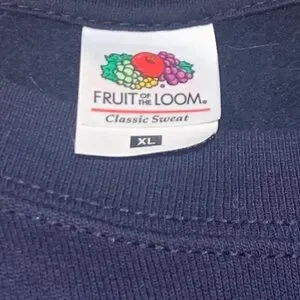 FRUIT OF THE LOOM®
Classic Sweat
XL